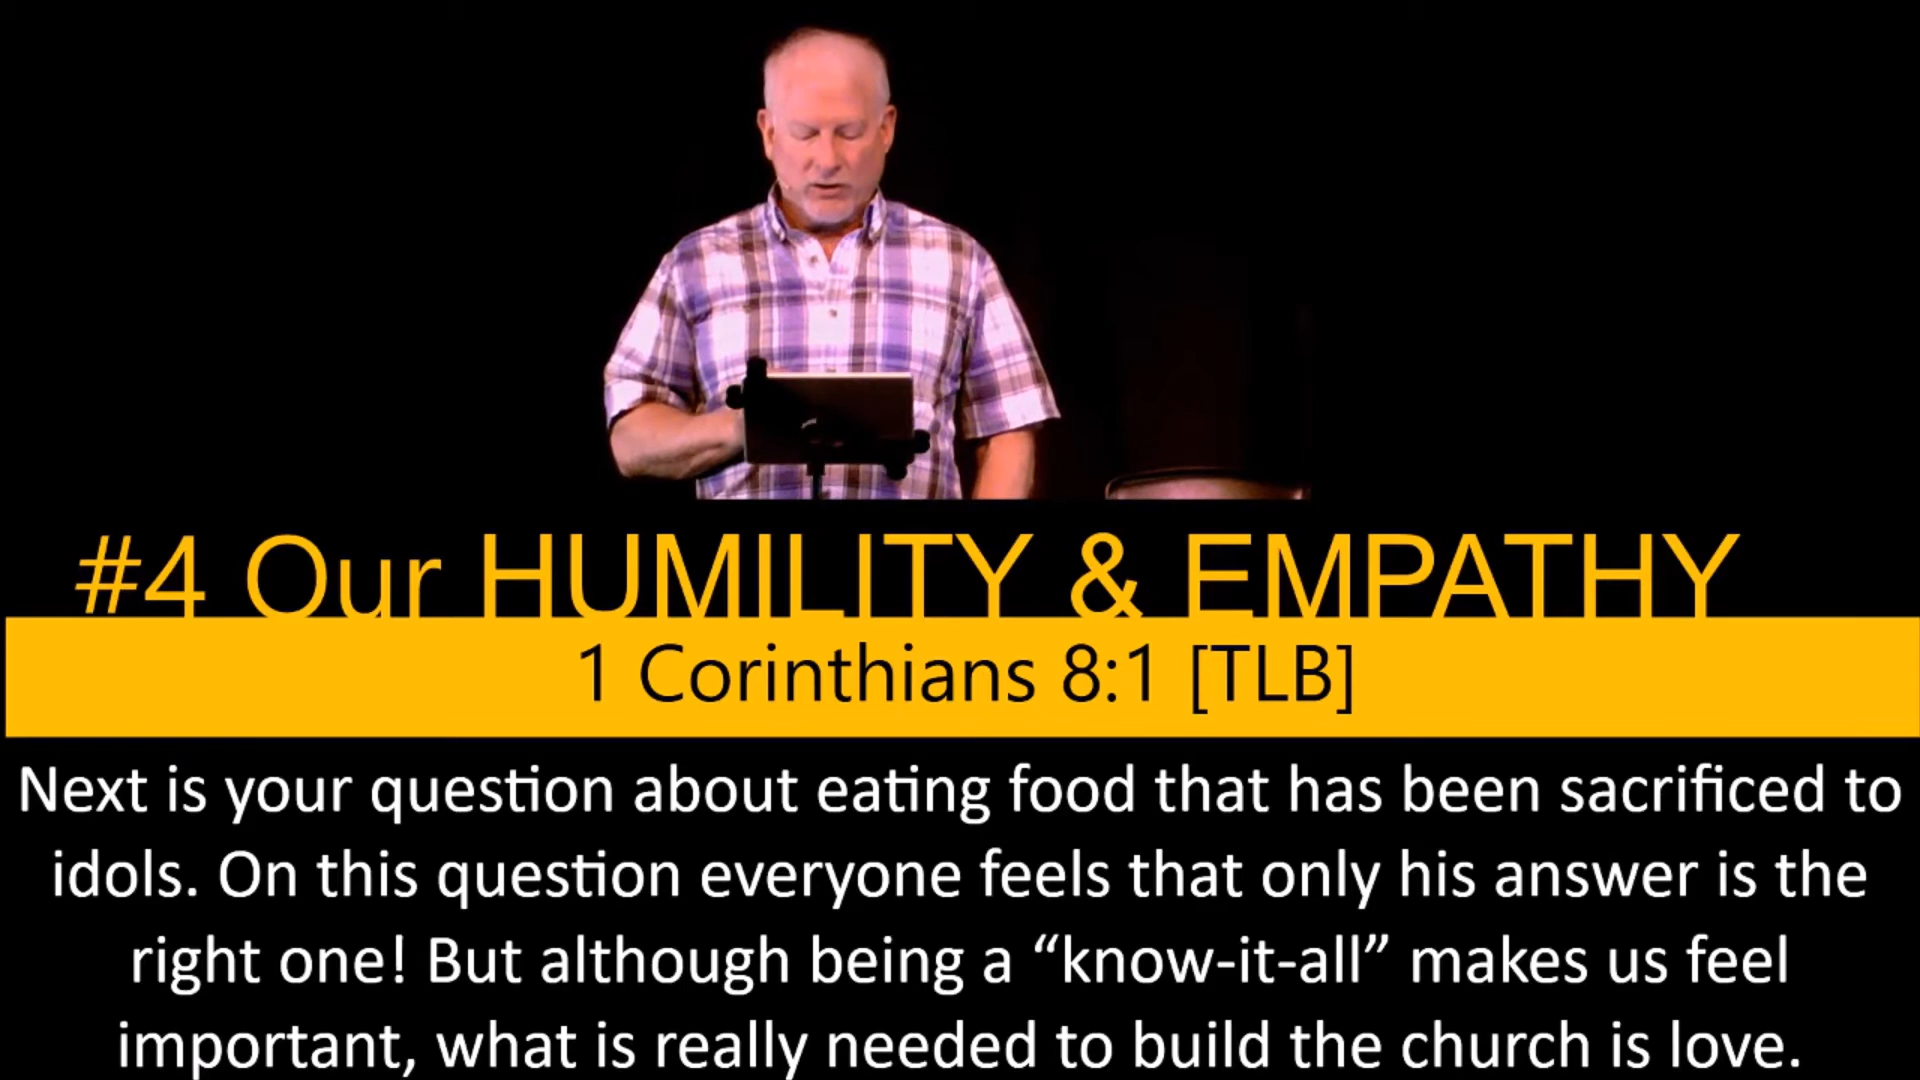 #4 Our HUMILITY & EMPATHY
1 Corinthians 8:1 [TLB]
Next is your question about eating food that has been sacrificed to
idols. On this question everyone feels that only his answer is the
right one! But although being a “know-it-all” makes us feel
important, what is really needed to build the church is love.